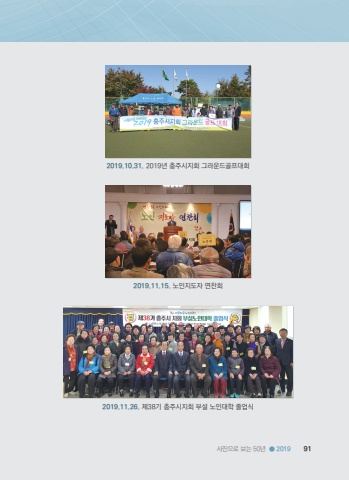 2019 충주시지회 그라운드 골프대회
2019.10.31. 2019년 충주시지회 그라운드골프대회
노인 지도자 연찬회
2019.11.15. 노인지도자 연찬회
제38기 충주시 지회 부설노인대학 졸업식
2019.11.26. 제38기 충주시지회 부설 노인대학 졸업식
사진으로 보는 50년 ● 2019 91